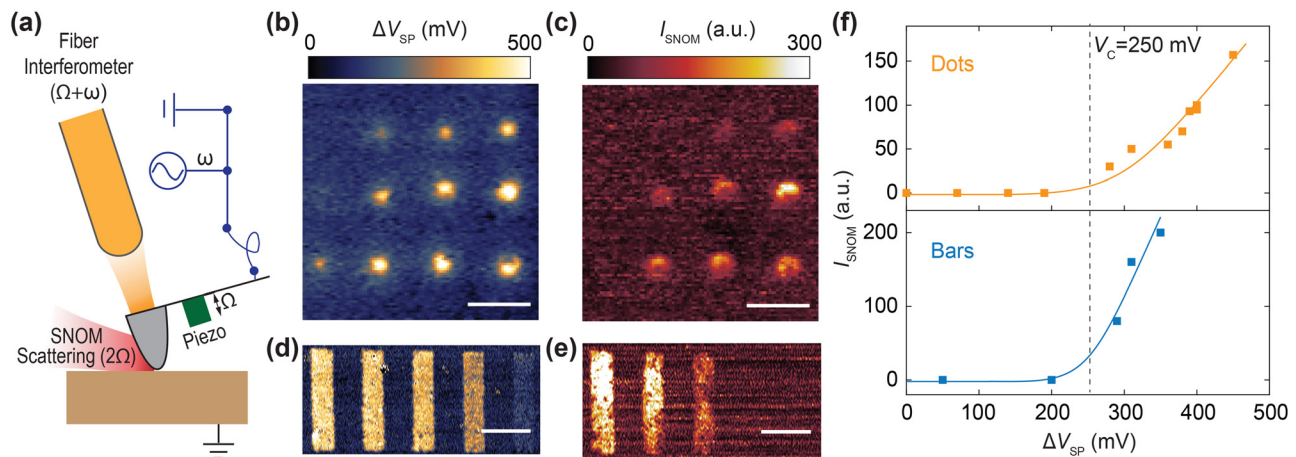 (a)
Fiber
Interferometer
(Ω+ω)
ω
Ω
Piezo
SNOM
Scattering (2Ω)
(b)
ΔV_SP (mV)
0 500
(c)
I_SNOM (a.u.)
0 300
(d)
(e)
(f)
V_C=250 mV
Dots
150
100
50
0
I_SNOM (a.u.)
Bars
200
100
0
0 100 200 300 400 500
ΔV_SP (mV)